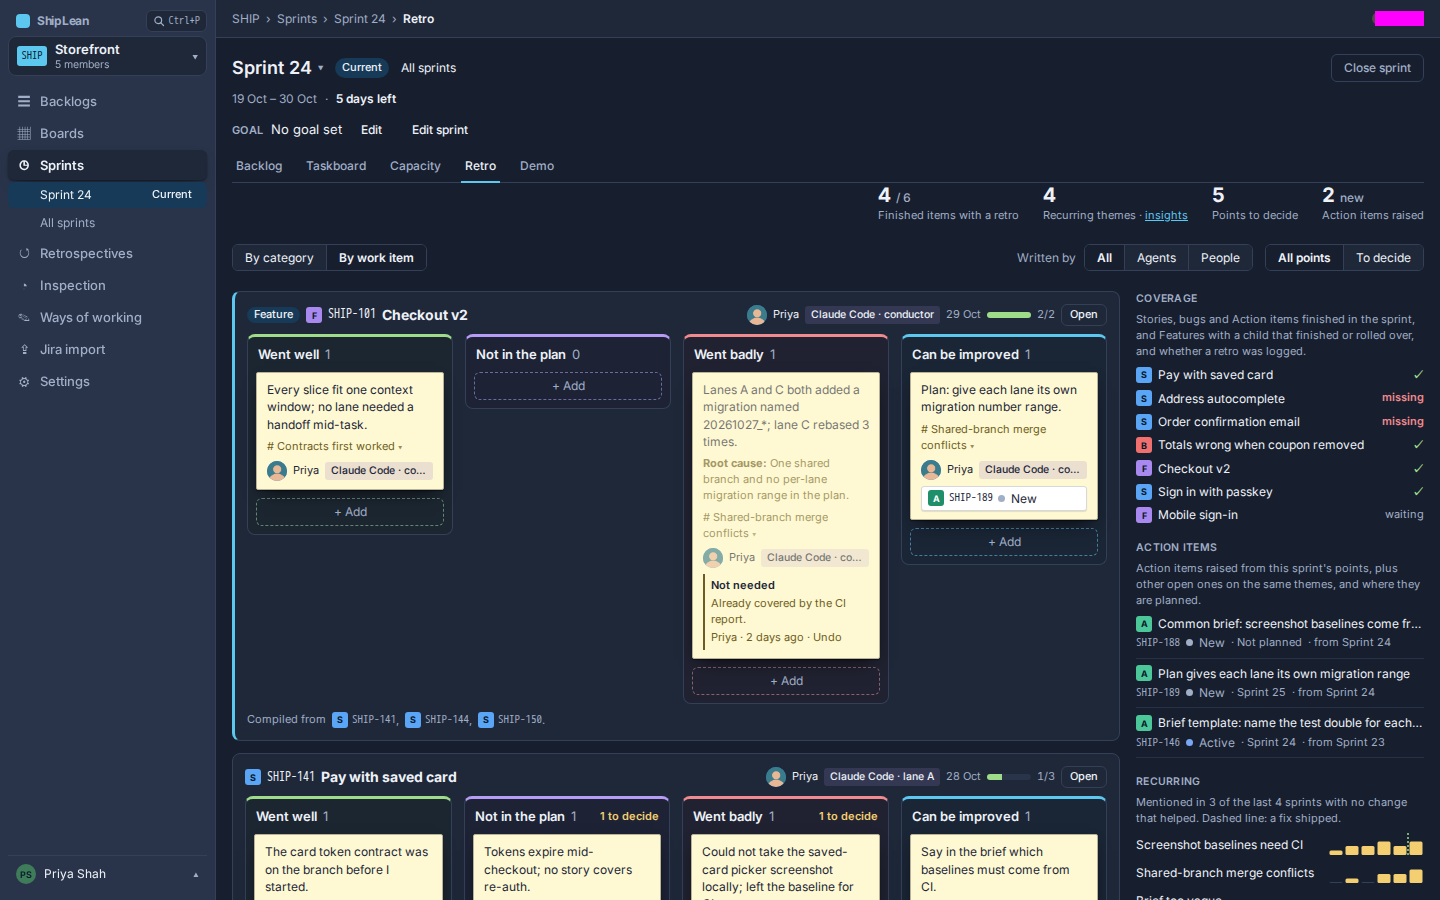 ShipLean
Ctrl+P
SHIP
Storefront
5 members
Backlogs
Boards
Sprints
Sprint 24 Current
All sprints
Retrospectives
Inspection
Ways of working
Jira import
Settings
PS Priya Shah
SHIP › Sprints › Sprint 24 › Retro
Sprint 24 Current All sprints
Close sprint
19 Oct – 30 Oct · 5 days left
GOAL No goal set Edit Edit sprint
Backlog Taskboard Capacity Retro Demo
4 / 6
Finished items with a retro
4
Recurring themes · insights
5
Points to decide
2 new
Action items raised
By category By work item
Written by All Agents People
All points To decide
Feature F SHIP-101 Checkout v2
Priya Claude Code · conductor 29 Oct 2/2 Open
Went well 1
Every slice fit one context
window; no lane needed a
handoff mid-task.
# Contracts first worked
Priya Claude Code · co...
+ Add
Not in the plan 0
+ Add
Went badly 1
Lanes A and C both added a
migration named
20261027_*; lane C rebased 3
times.
Root cause: One shared
branch and no per-lane
migration range in the plan.
# Shared-branch merge
conflicts
Priya Claude Code · co...
Not needed
Already covered by the CI
report.
Priya · 2 days ago · Undo
+ Add
Can be improved 1
Plan: give each lane its own
migration number range.
# Shared-branch merge
conflicts
Priya Claude Code · co...
A SHIP-189 New
+ Add
Compiled from S SHIP-141, S SHIP-144, S SHIP-150.
S SHIP-141 Pay with saved card
Priya Claude Code · lane A 28 Oct 1/3 Open
Went well 1
The card token contract was
on the branch before I
started.
Not in the plan 1 1 to decide
Tokens expire mid-
checkout; no story covers
re-auth.
Went badly 1 1 to decide
Could not take the saved-
card picker screenshot
locally; left the baseline for
Can be improved 1
Say in the brief which
baselines must come from
CI.
COVERAGE
Stories, bugs and Action items finished in the sprint,
and Features with a child that finished or rolled over,
and whether a retro was logged.
S Pay with saved card ✓
S Address autocomplete missing
S Order confirmation email missing
B Totals wrong when coupon removed ✓
F Checkout v2 ✓
S Sign in with passkey ✓
F Mobile sign-in waiting
ACTION ITEMS
Action items raised from this sprint's points, plus
other open ones on the same themes, and where they
are planned.
A Common brief: screenshot baselines come fr...
SHIP-188 New · Not planned · from Sprint 24
A Plan gives each lane its own migration range
SHIP-189 New · Sprint 25 · from Sprint 24
A Brief template: name the test double for each...
SHIP-146 Active · Sprint 24 · from Sprint 23
RECURRING
Mentioned in 3 of the last 4 sprints with no change
that helped. Dashed line: a fix shipped.
Screenshot baselines need CI
Shared-branch merge conflicts